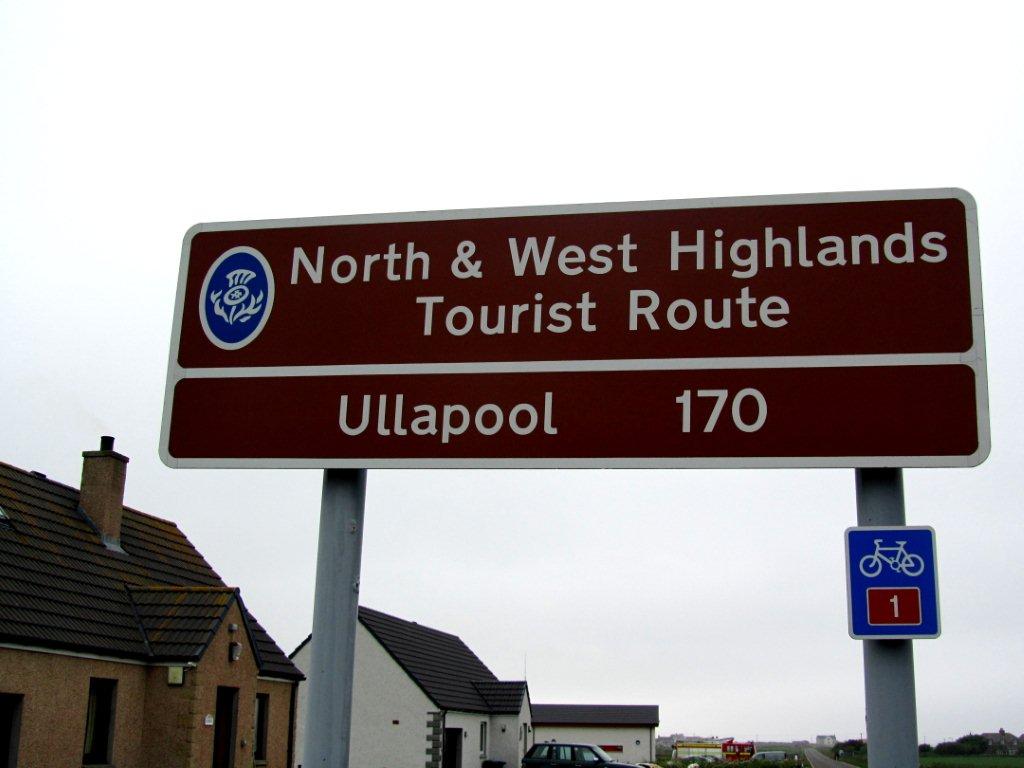 North & West Highlands
Tourist Route
Ullapool 170
1